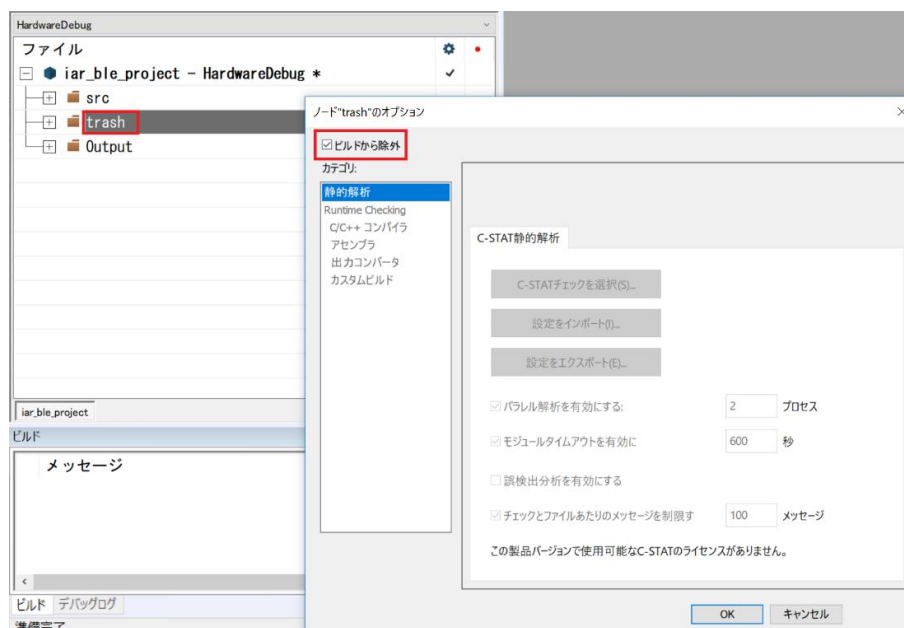 HardwareDebug
ファイル
iar_ble_project - HardwareDebug *
src
trash
Output
iar_ble_project
ビルド
メッセージ
ビルド デバッグログ
準備完了
ノード"trash"のオプション
ビルドから除外
カテゴリ:
静的解析
Runtime Checking
C/C++ コンパイラ
アセンブラ
出力コンバータ
カスタムビルド
C-STAT静的解析
C-STATチェックを選択(S)...
設定をインポート(I)...
設定をエクスポート(E)...
パラレル解析を有効にする: 2 プロセス
モジュールタイムアウトを有効に 600 秒
誤検出分析を有効にする
チェックとファイルあたりのメッセージを制限す 100 メッセージ
この製品バージョンで使用可能なC-STATのライセンスがありません。
OK キャンセル